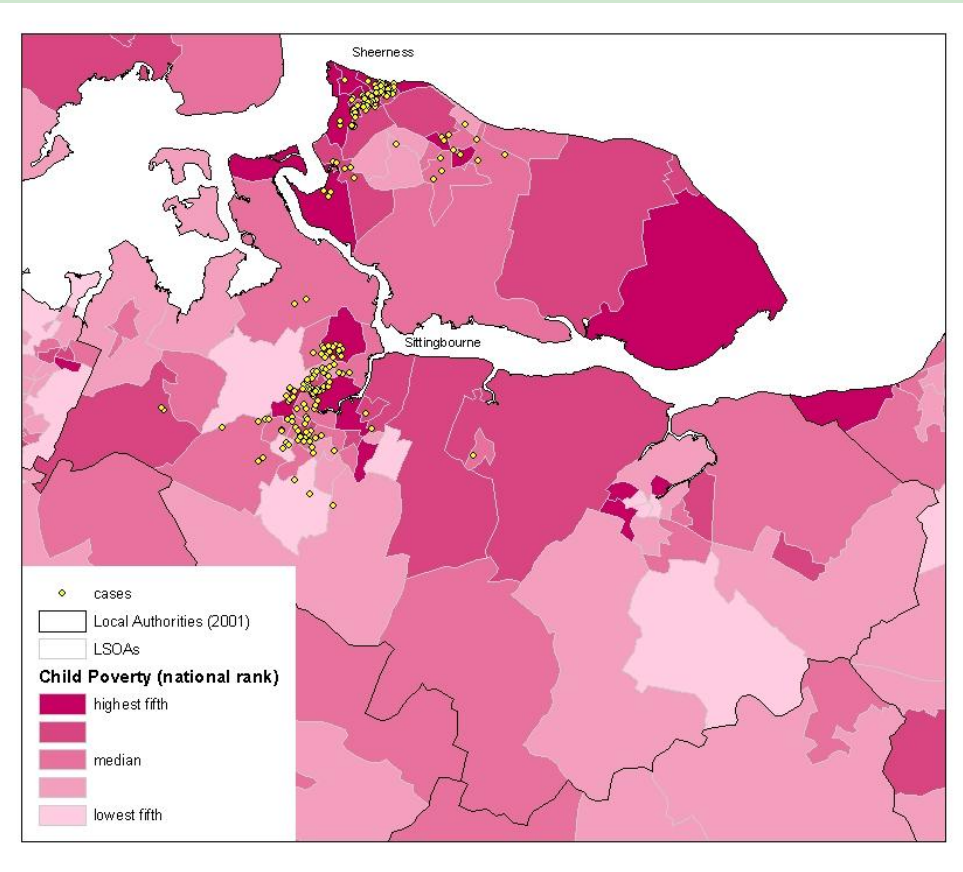 Sheerness
Sittingbourne
cases
Local Authorities (2001)
LSOAs
Child Poverty (national rank)
highest fifth
median
lowest fifth